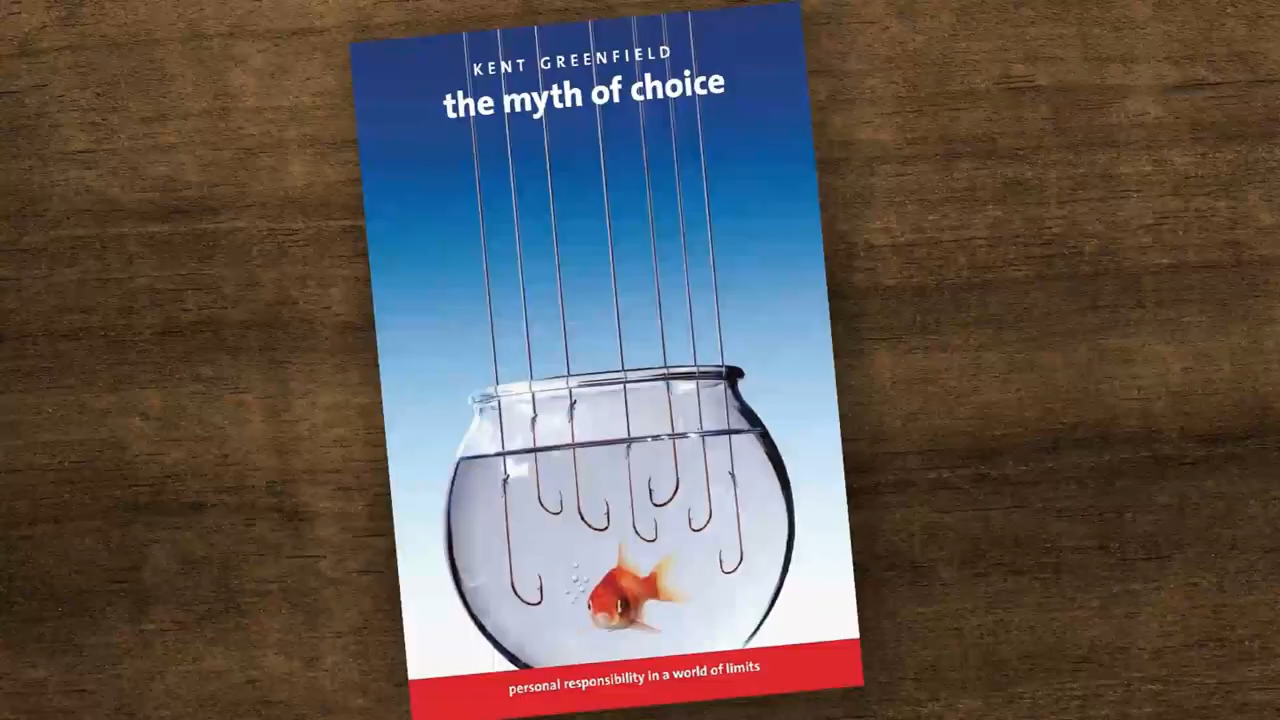 KENT GREENFIELD
the myth of choice
personal responsibility in a world of limits